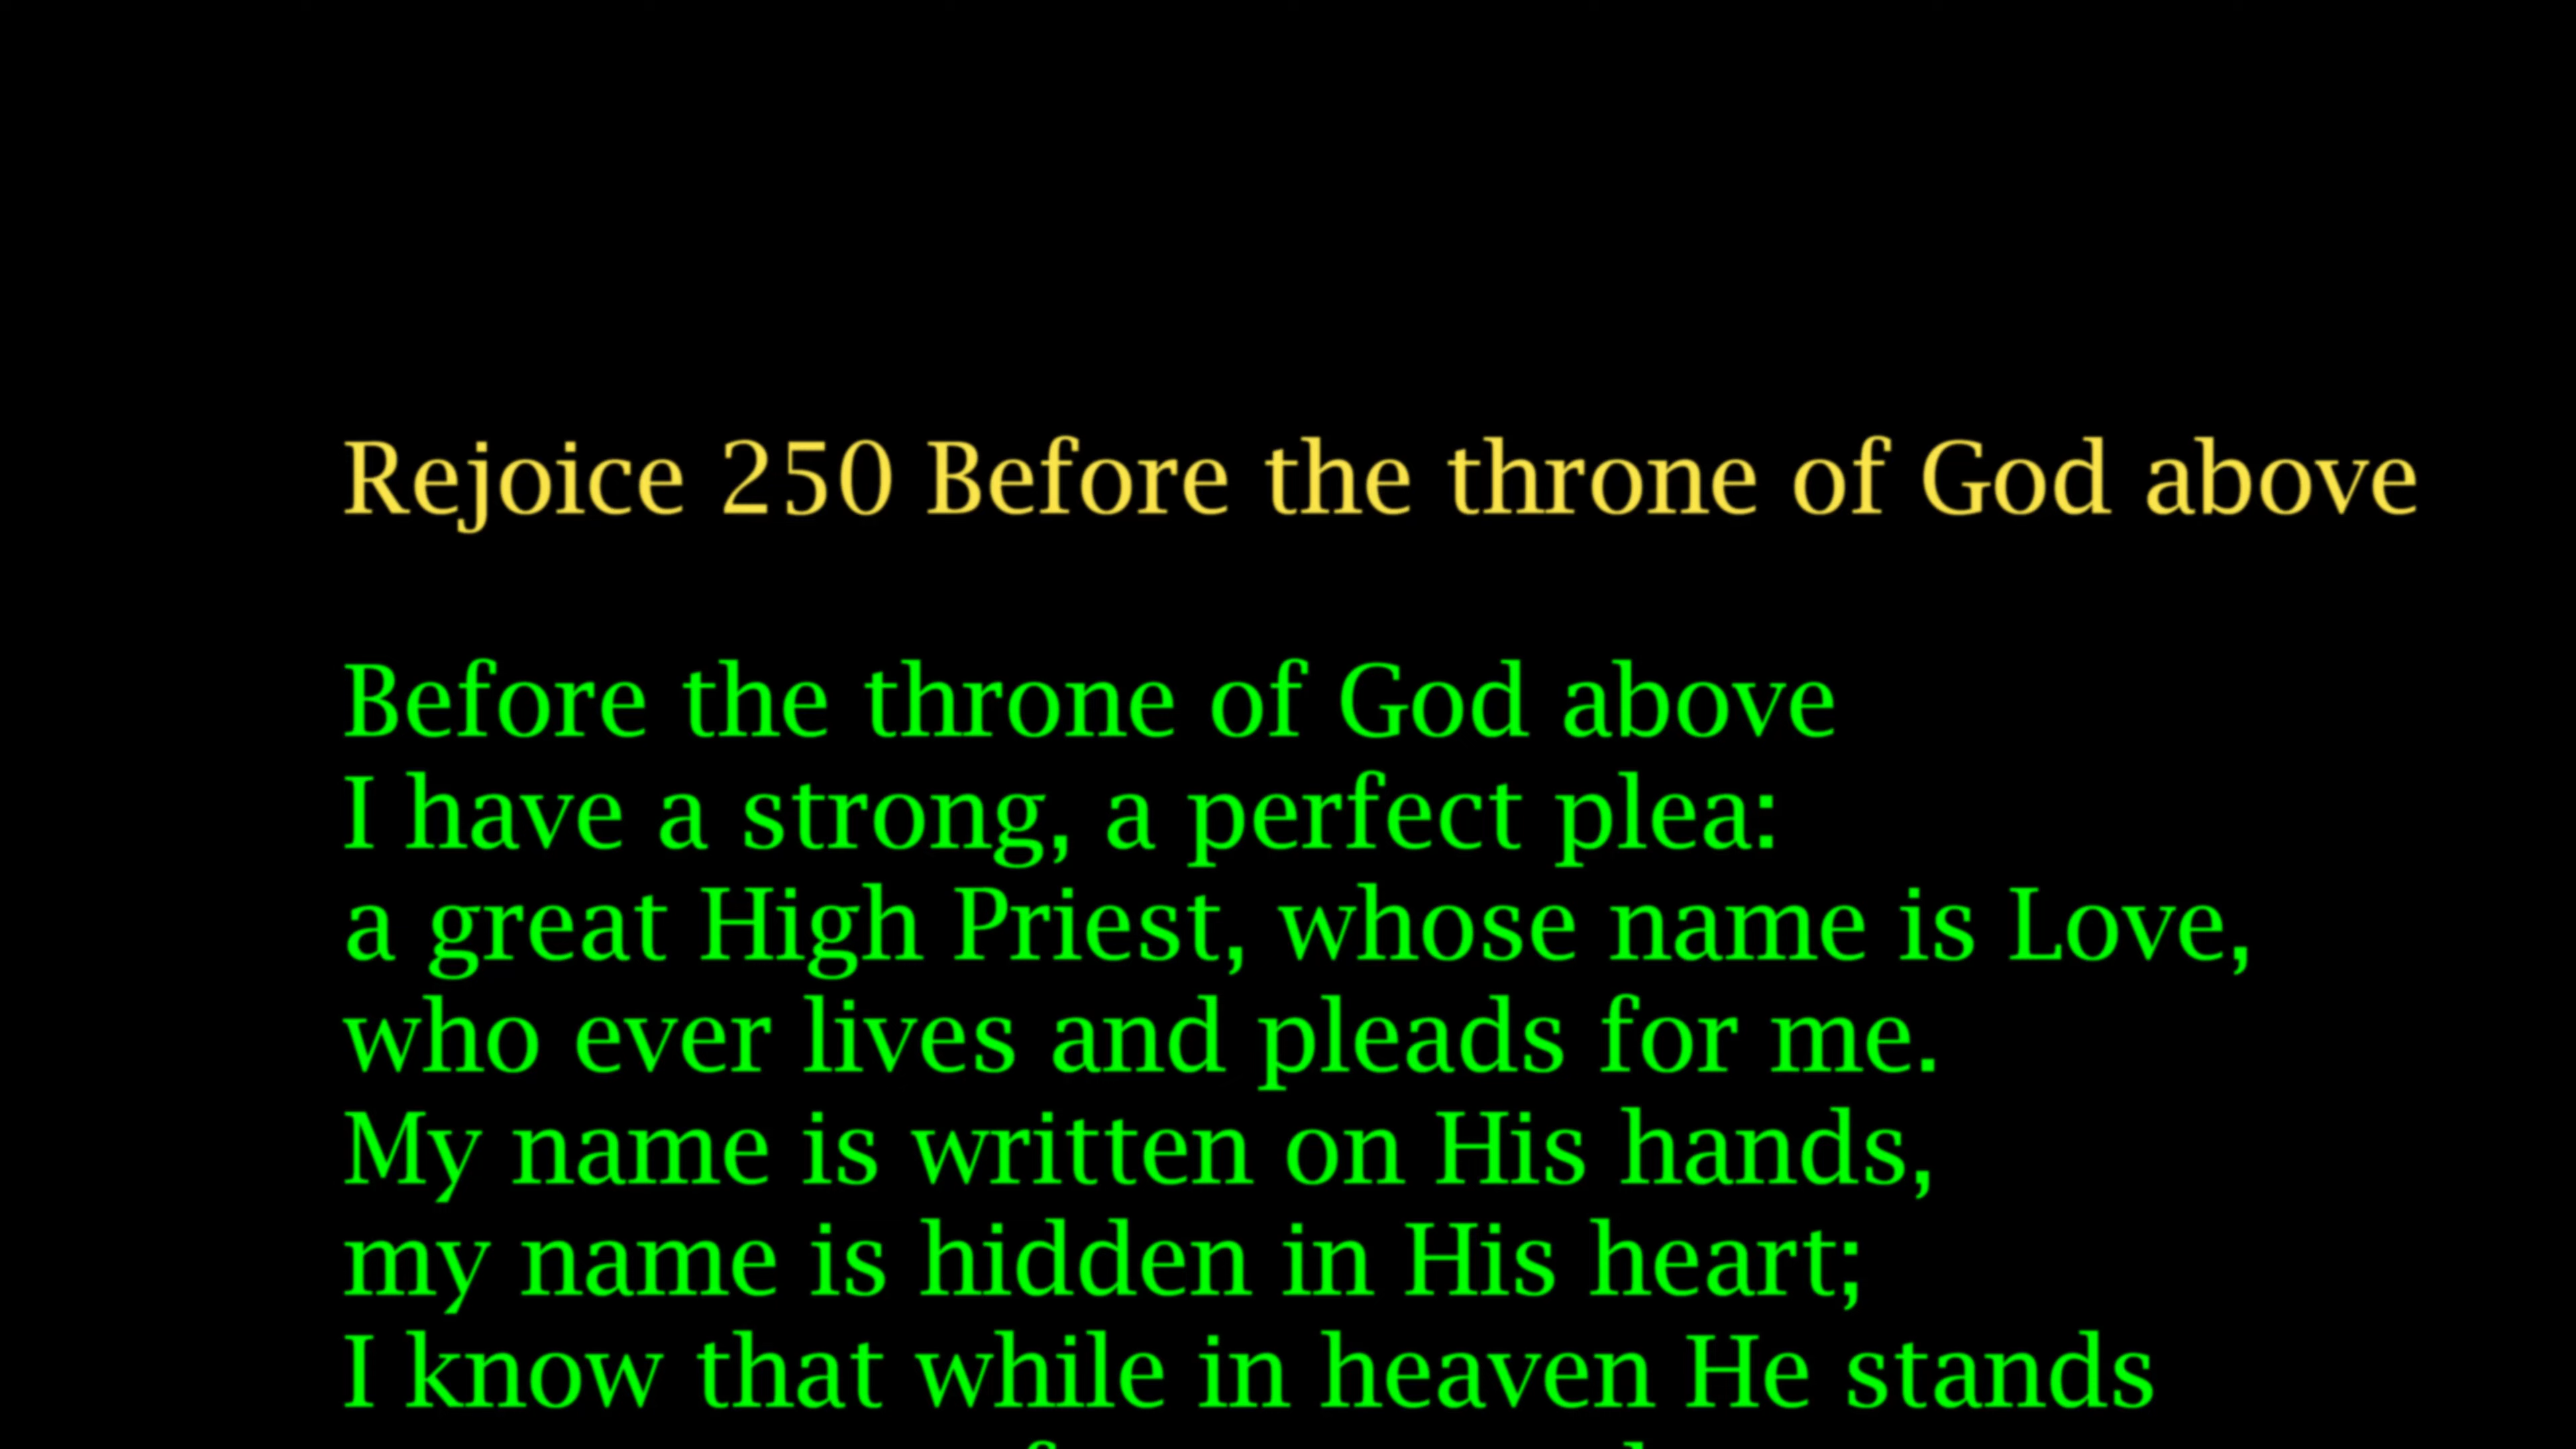 Rejoice 250 Before the throne of God above
Before the throne of God above
I have a strong, a perfect plea:
a great High Priest, whose name is Love,
who ever lives and pleads for me.
My name is written on His hands,
my name is hidden in His heart;
I know that while in heaven He stands